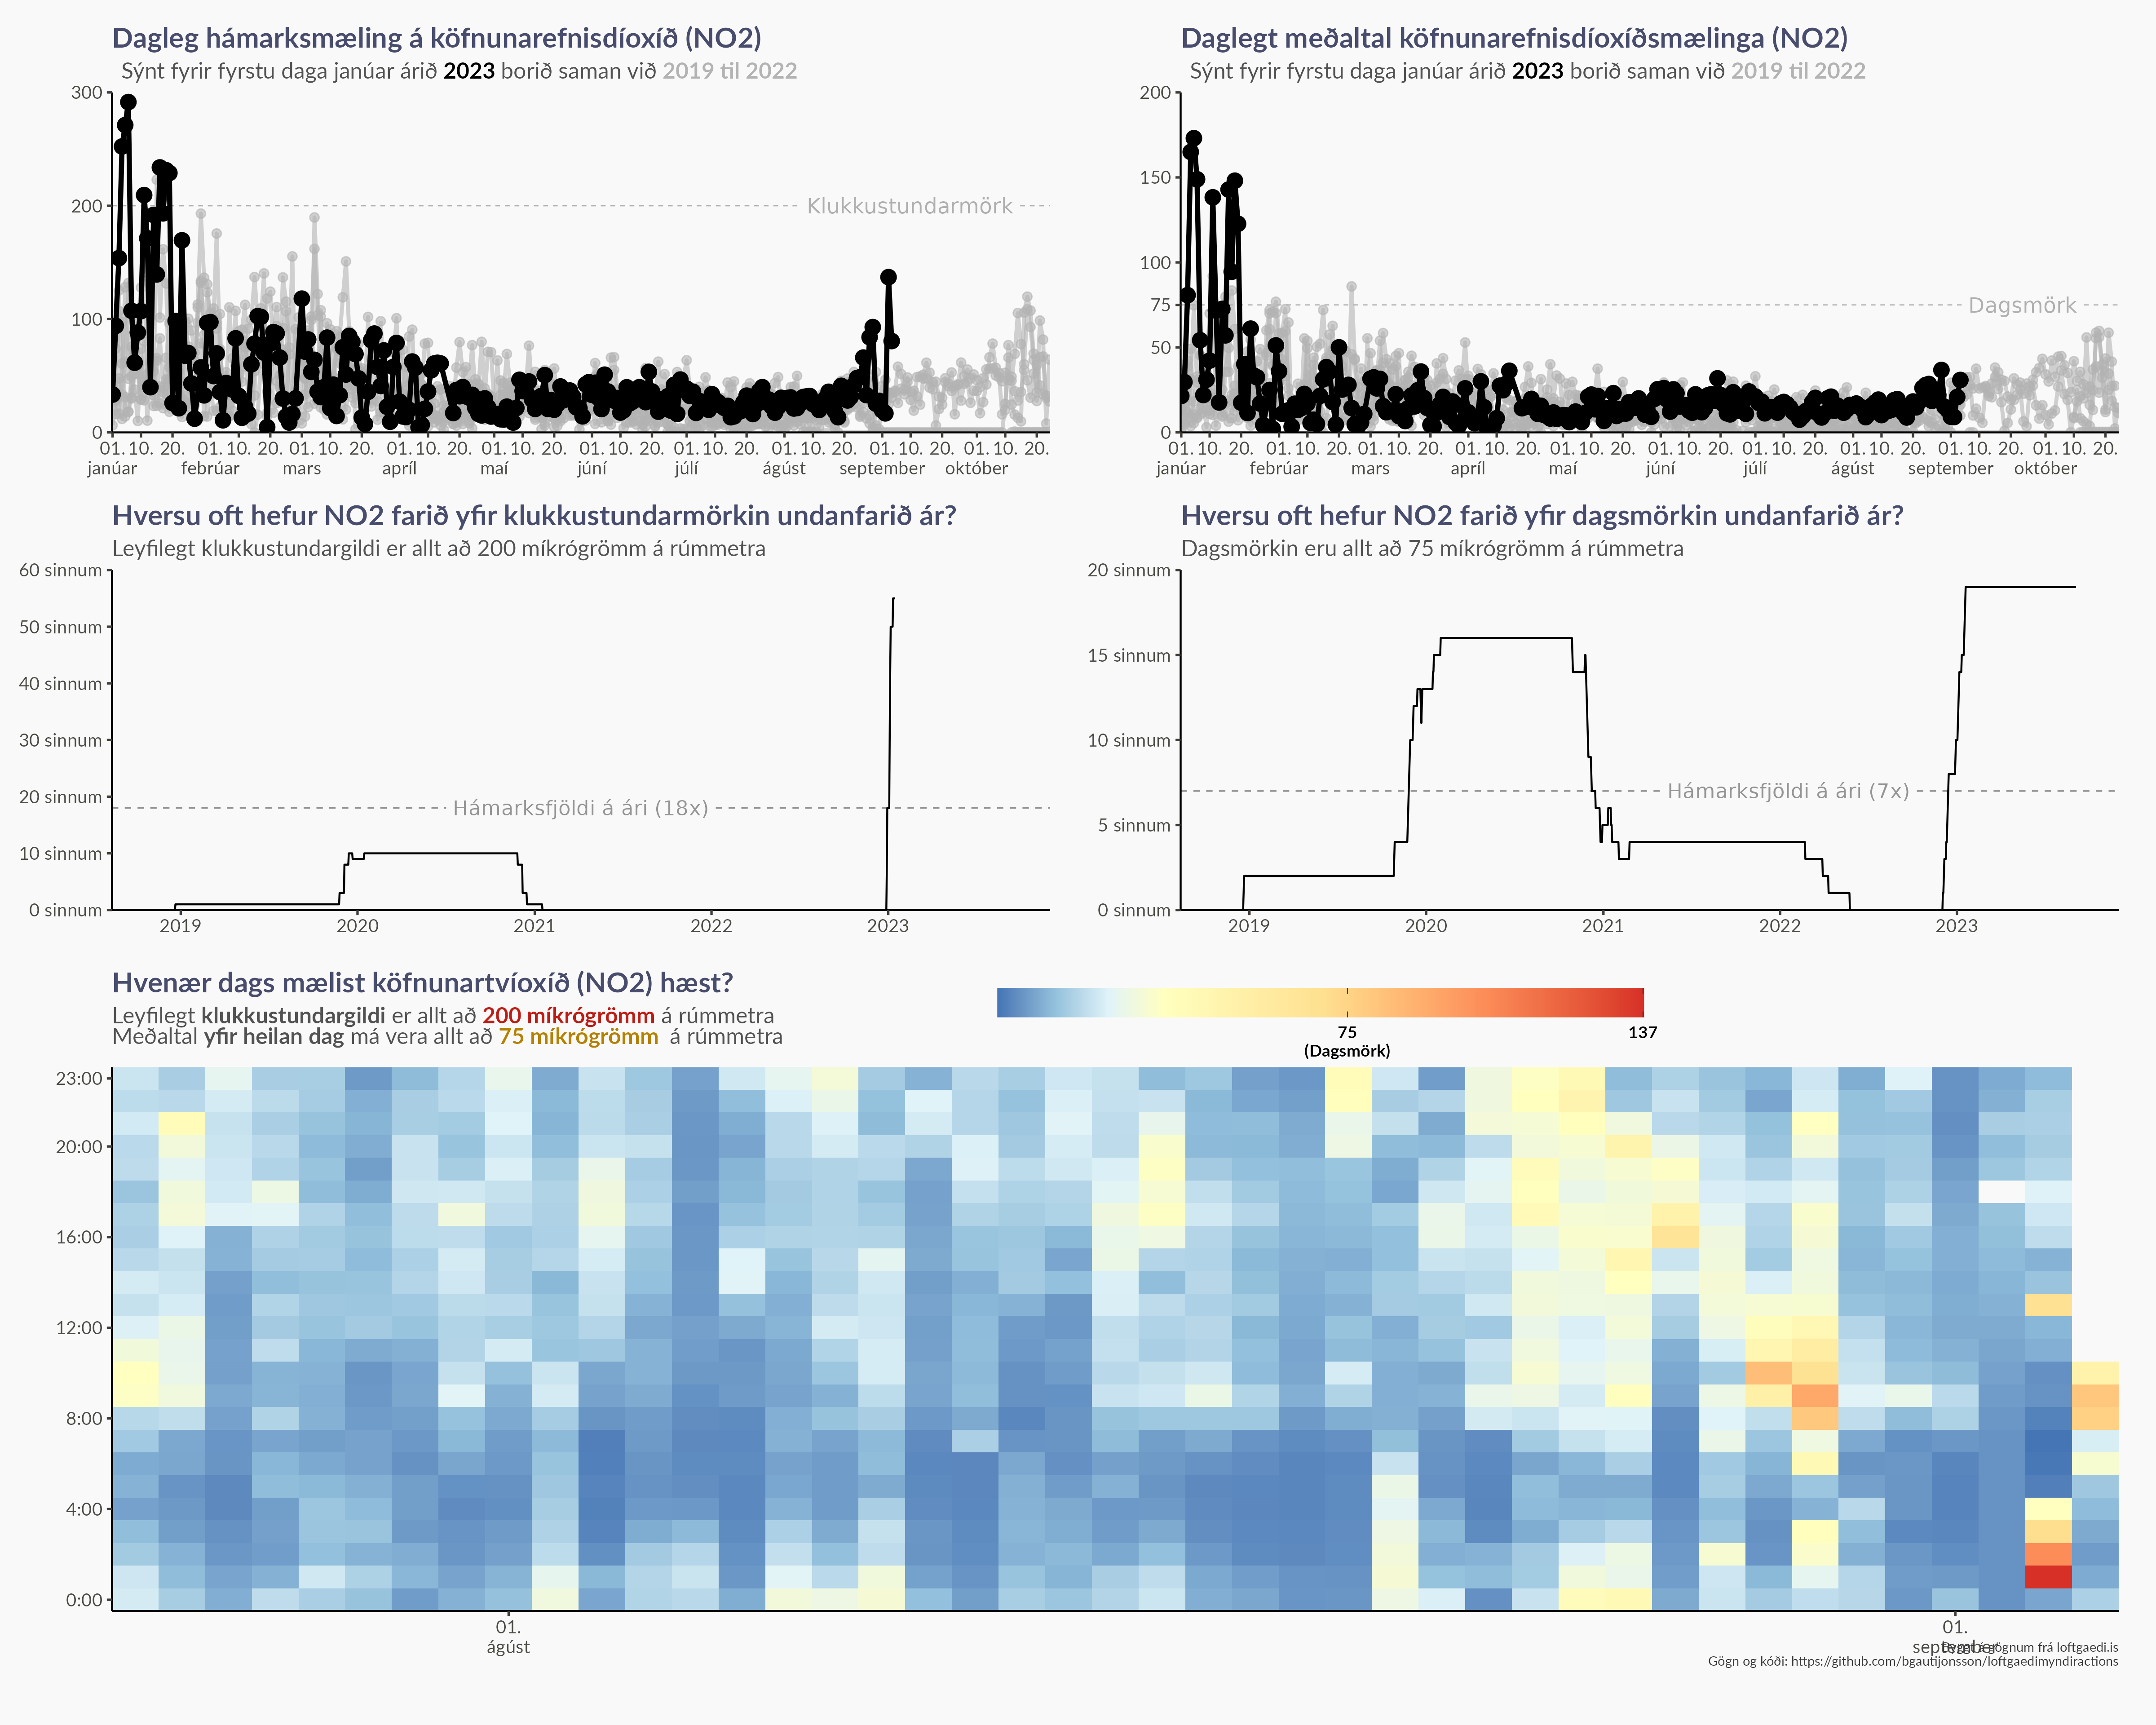 Dagleg hámarksmæling á köfnunarefnisdíoxíð (NO2)
Sýnt fyrir fyrstu daga janúar árið 2023 borið saman við 2019 til 2022
300
200
100
0
Klukkustundarmörk
01. 10. 20. 01. 10. 20. 01. 10. 20. 01. 10. 20. 01. 10. 20. 01. 10. 20. 01. 10. 20. 01. 10. 20. 01. 10. 20. 01. 10. 20.
janúar febrúar mars apríl maí júní júlí ágúst september október
Daglegt meðaltal köfnunarefnisdíoxíðsmælinga (NO2)
Sýnt fyrir fyrstu daga janúar árið 2023 borið saman við 2019 til 2022
200
150
100
75
50
0
Dagsmörk
01. 10. 20. 01. 10. 20. 01. 10. 20. 01. 10. 20. 01. 10. 20. 01. 10. 20. 01. 10. 20. 01. 10. 20. 01. 10. 20. 01. 10. 20.
janúar febrúar mars apríl maí júní júlí ágúst september október
Hversu oft hefur NO2 farið yfir klukkustundarmörkin undanfarið ár?
Leyfilegt klukkustundargildi er allt að 200 míkrógrömm á rúmmetra
60 sinnum
50 sinnum
40 sinnum
30 sinnum
20 sinnum
10 sinnum
0 sinnum
Hámarksfjöldi á ári (18x)
2019 2020 2021 2022 2023
Hversu oft hefur NO2 farið yfir dagsmörkin undanfarið ár?
Dagsmörkin eru allt að 75 míkrógrömm á rúmmetra
20 sinnum
15 sinnum
10 sinnum
5 sinnum
0 sinnum
Hámarksfjöldi á ári (7x)
2019 2020 2021 2022 2023
Hvenær dags mælist köfnunartvíoxíð (NO2) hæst?
Leyfilegt klukkustundargildi er allt að 200 míkrógrömm á rúmmetra
Meðaltal yfir heilan dag má vera allt að 75 míkrógrömm á rúmmetra
75 137
(Dagsmörk)
23:00
20:00
16:00
12:00
8:00
4:00
0:00
01. 01.
ágúst september
Byggt á gögnum frá loftgaedi.is
Gögn og kóði: https://github.com/bgautijonsson/loftgaedimyndiractions